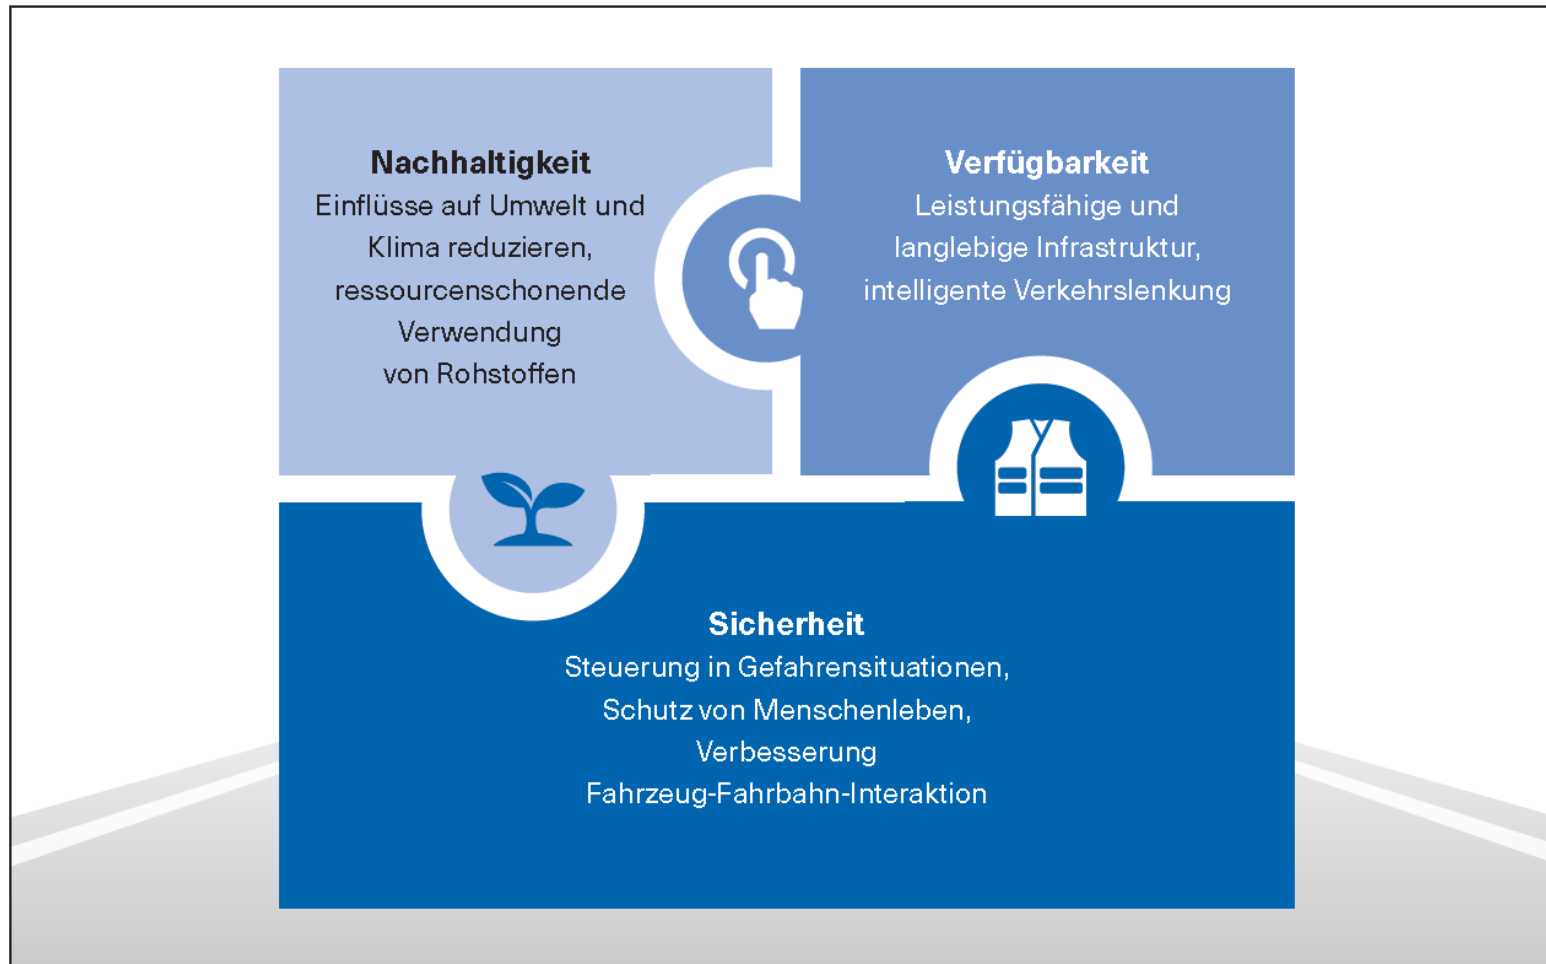 Nachhaltigkeit
Einflüsse auf Umwelt und
Klima reduzieren,
ressourcenschonende
Verwendung
von Rohstoffen
Verfügbarkeit
Leistungsfähige und
langlebige Infrastruktur,
intelligente Verkehrslenkung
Sicherheit
Steuerung in Gefahrensituationen,
Schutz von Menschenleben,
Verbesserung
Fahrzeug-Fahrbahn-Interaktion